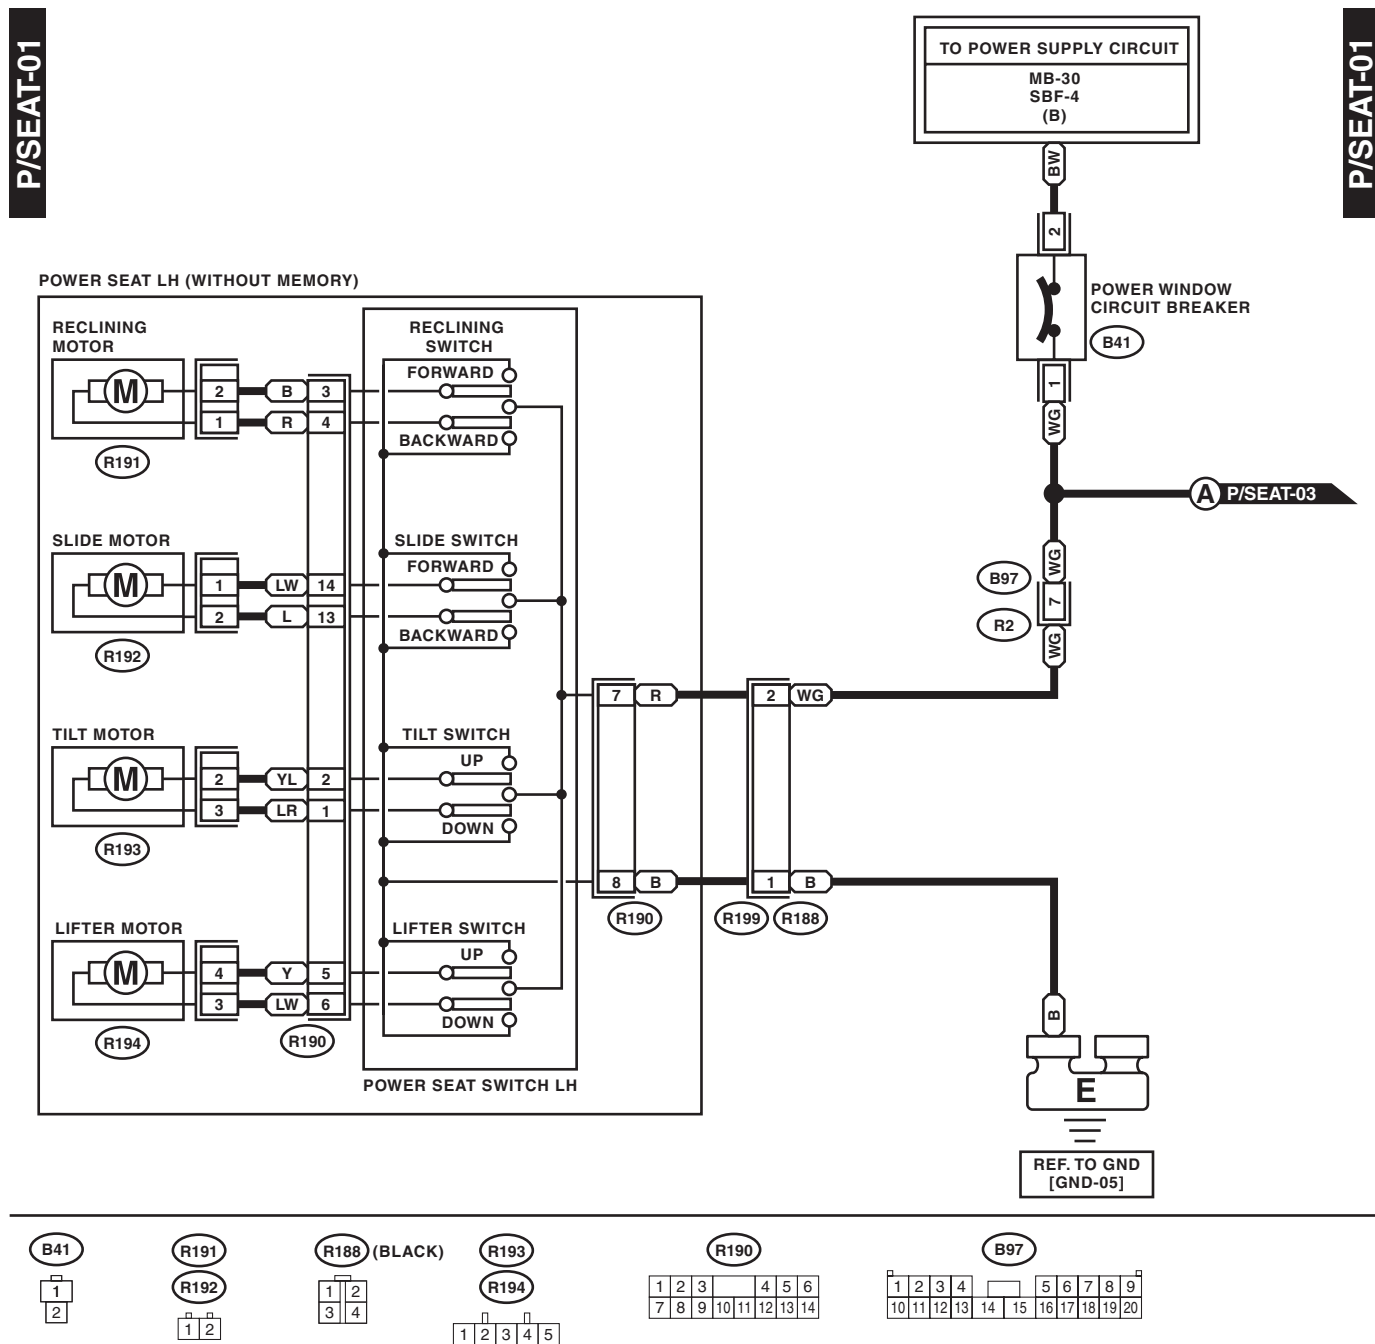 P/SEAT-01
P/SEAT-01
TO POWER SUPPLY CIRCUIT
MB-30
SBF-4
(B)
BW
2
POWER WINDOW
CIRCUIT BREAKER
B41
1
WG
A P/SEAT-03
WG
B97
7
R2
WG
POWER SEAT LH (WITHOUT MEMORY)
RECLINING
MOTOR
M
2 B 3
1 R 4
R191
RECLINING
SWITCH
FORWARD
BACKWARD
SLIDE MOTOR
M
1 LW 14
2 L 13
R192
SLIDE SWITCH
FORWARD
BACKWARD
7 R 2 WG
TILT MOTOR
M
2 YL 2
3 LR 1
R193
TILT SWITCH
UP
DOWN
8 B 1 B
R190 R199 R188
LIFTER MOTOR
M
4 Y 5
3 LW 6
R194 R190
LIFTER SWITCH
UP
DOWN
POWER SEAT SWITCH LH
B
E
REF. TO GND
[GND-05]
B41
1
2
R191
R192
1 2
R188 (BLACK)
1 2
3 4
R193
R194
1 2 3 4 5
R190
1 2 3 4 5 6
7 8 9 10 11 12 13 14
B97
1 2 3 4 5 6 7 8 9
10 11 12 13 14 15 16 17 18 19 20